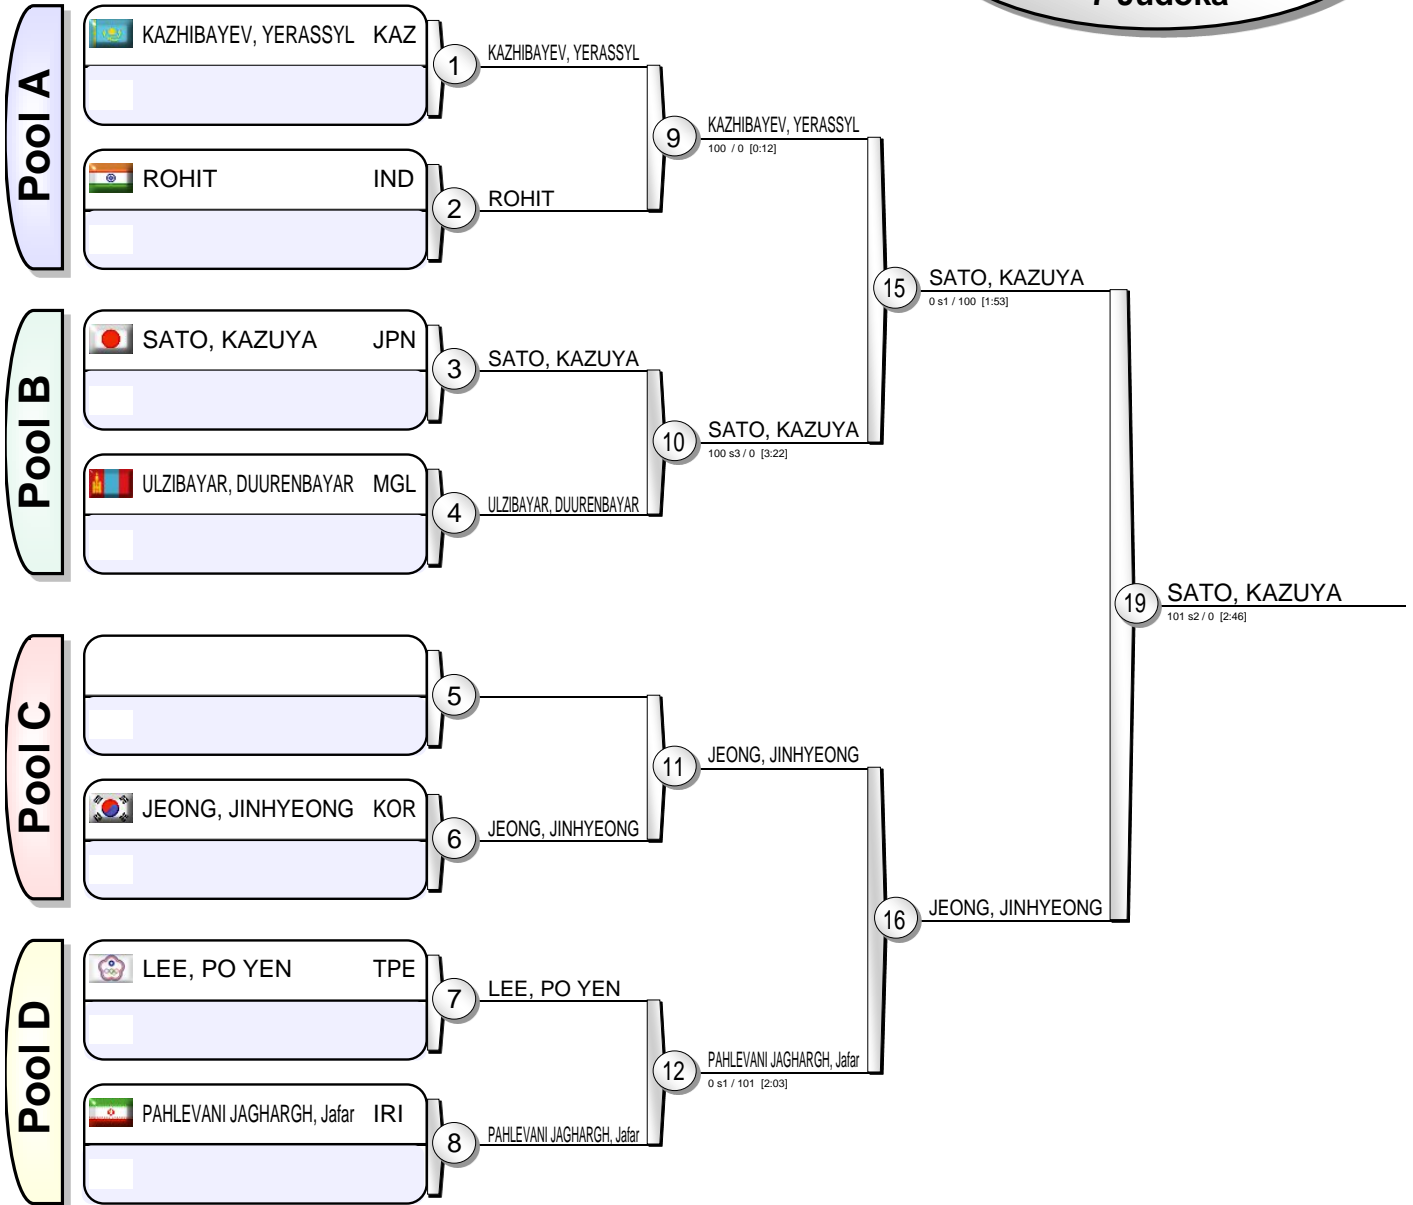 7 Judoka
Pool A
KAZHIBAYEV, YERASSYL KAZ
1
KAZHIBAYEV, YERASSYL
ROHIT IND
2
ROHIT
9
KAZHIBAYEV, YERASSYL
100 / 0 [0:12]
Pool B
SATO, KAZUYA JPN
3
SATO, KAZUYA
ULZIBAYAR, DUURENBAYAR MGL
4
ULZIBAYAR, DUURENBAYAR
10
SATO, KAZUYA
100 s3 / 0 [3:22]
15
SATO, KAZUYA
0 s1 / 100 [1:53]
Pool C
5
JEONG, JINHYEONG KOR
6
JEONG, JINHYEONG
11
JEONG, JINHYEONG
Pool D
LEE, PO YEN TPE
7
LEE, PO YEN
PAHLEVANI JAGHARGH, Jafar IRI
8
PAHLEVANI JAGHARGH, Jafar
12
PAHLEVANI JAGHARGH, Jafar
0 s1 / 101 [2:03]
16
JEONG, JINHYEONG
19
SATO, KAZUYA
101 s2 / 0 [2:46]